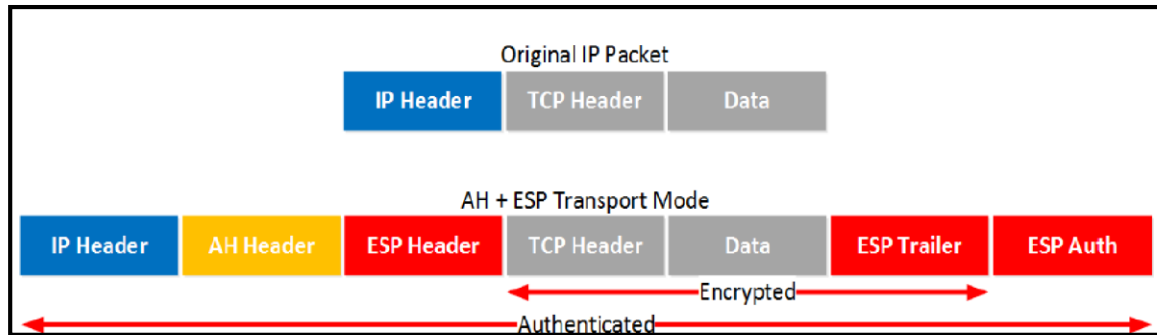 Original IP Packet
IP Header TCP Header Data
AH + ESP Transport Mode
IP Header AH Header ESP Header TCP Header Data ESP Trailer ESP Auth
Encrypted
Authenticated